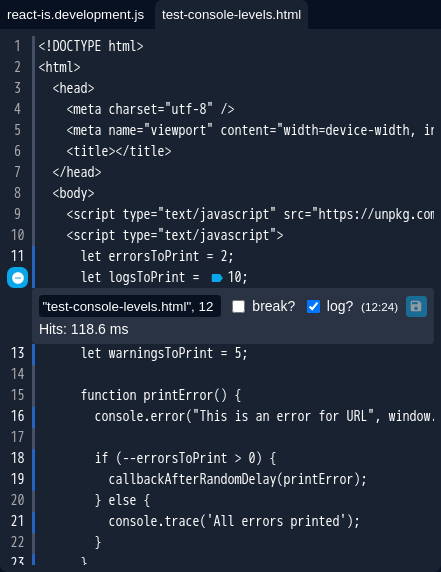 react-is.development.js test-console-levels.html
1 <!DOCTYPE html>
2 <html>
3 <head>
4 <meta charset="utf-8" />
5 <meta name="viewport" content="width=device-width, in
6 <title></title>
7 </head>
8 <body>
9 <script type="text/javascript" src="https://unpkg.com
10 <script type="text/javascript">
11 let errorsToPrint = 2;
let logsToPrint = 10;
"test-console-levels.html", 12 break? log? (12:24)
Hits: 118.6 ms
13 let warningsToPrint = 5;
14
15 function printError() {
16 console.error("This is an error for URL", window.
17
18 if (--errorsToPrint > 0) {
19 callbackAfterRandomDelay(printError);
20 } else {
21 console.trace('All errors printed');
22 }
23 }